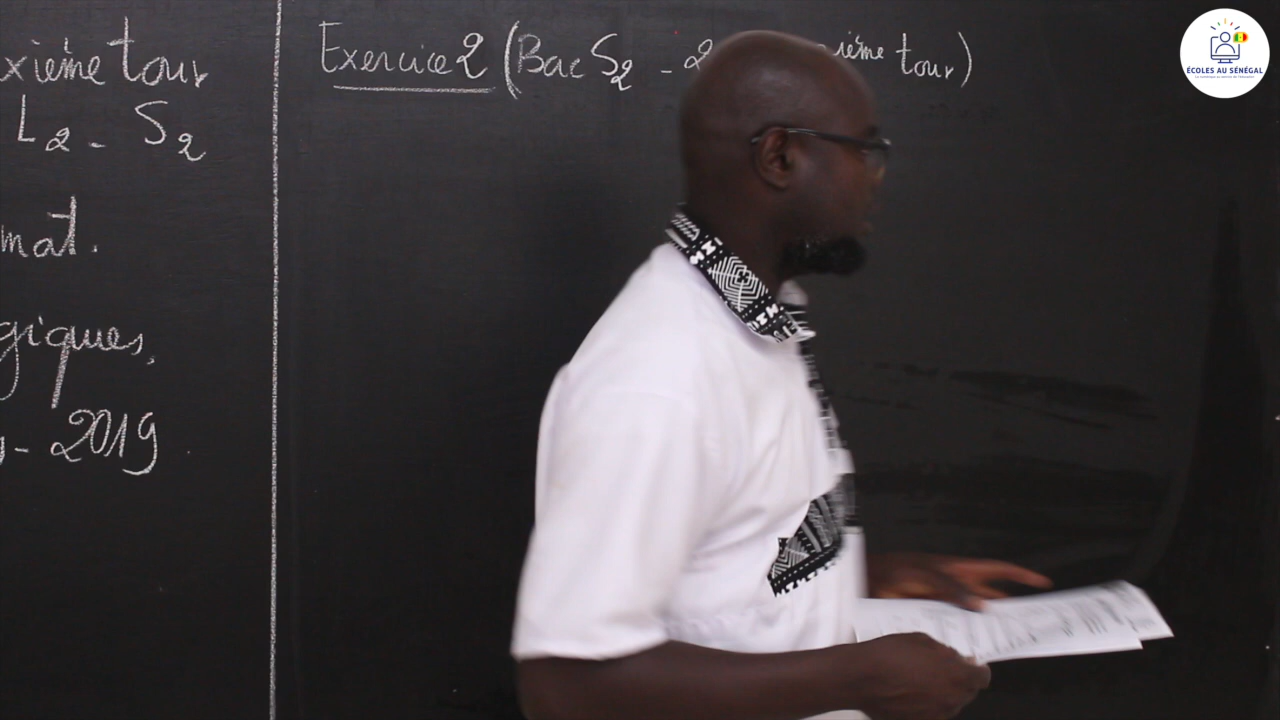 xième tour
L2 - S2
mat.
giques,
- 2019
Exercice 2 (Bac S2 - 2 ième tour)
ÉCOLES AU SÉNÉGAL